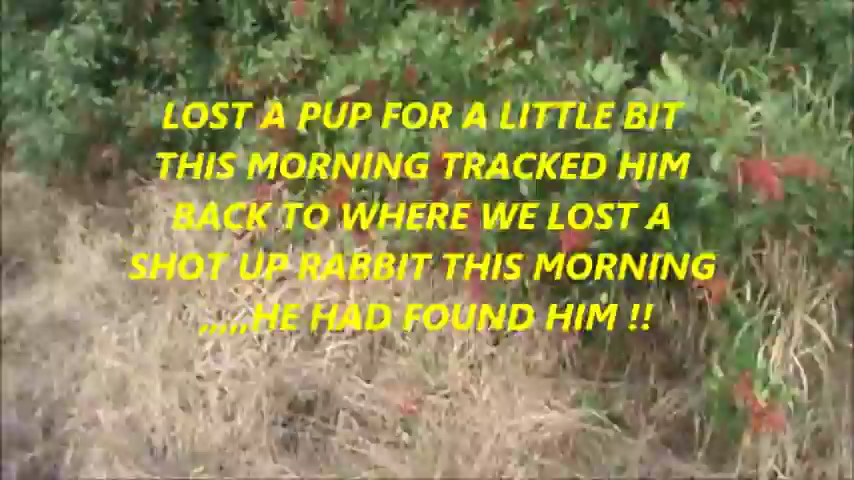 LOST A PUP FOR A LITTLE BIT
THIS MORNING TRACKED HIM
BACK TO WHERE WE LOST A
SHOT UP RABBIT THIS MORNING
,,,,,HE HAD FOUND HIM !!